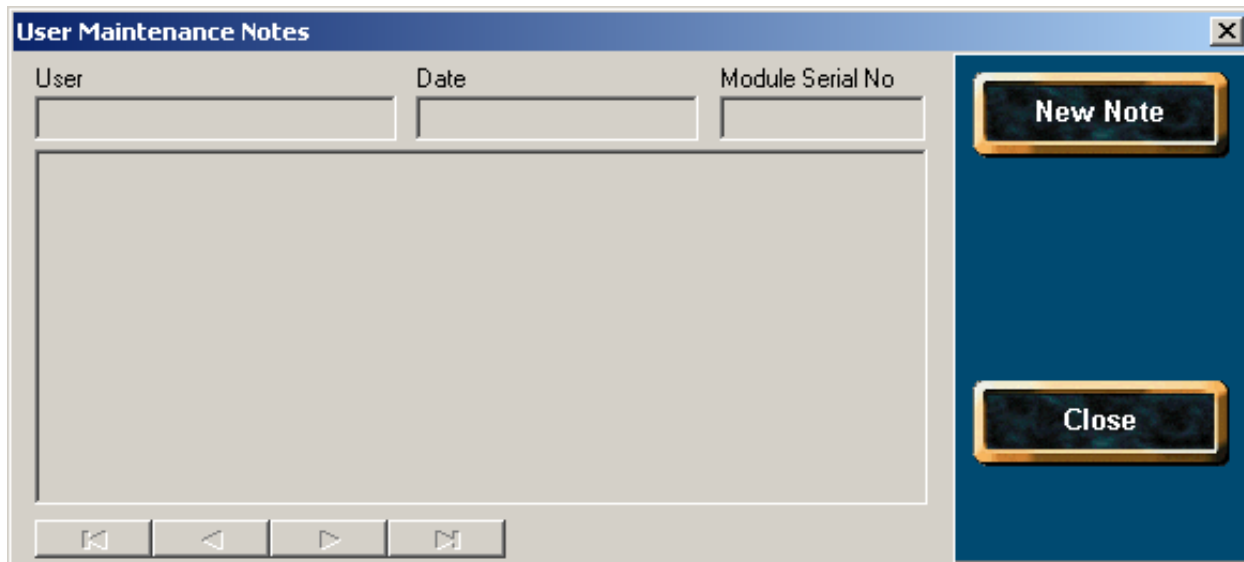 User Maintenance Notes
User Date Module Serial No
New Note
Close